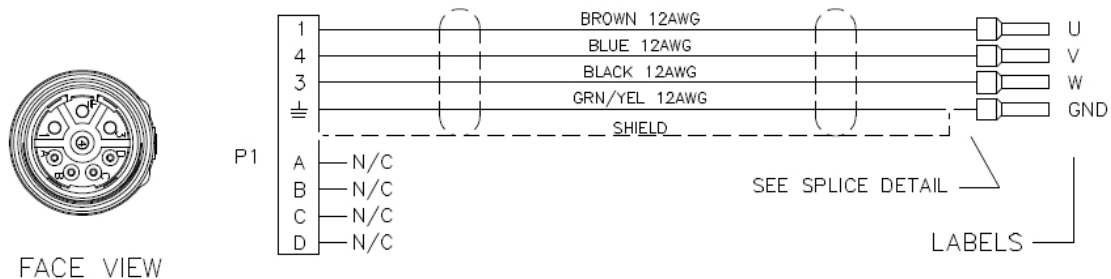 1 BROWN 12AWG U
4 BLUE 12AWG V
3 BLACK 12AWG W
GRN/YEL 12AWG GND
SHIELD
P1
A N/C
B N/C
C N/C
D N/C
SEE SPLICE DETAIL
LABELS
FACE VIEW